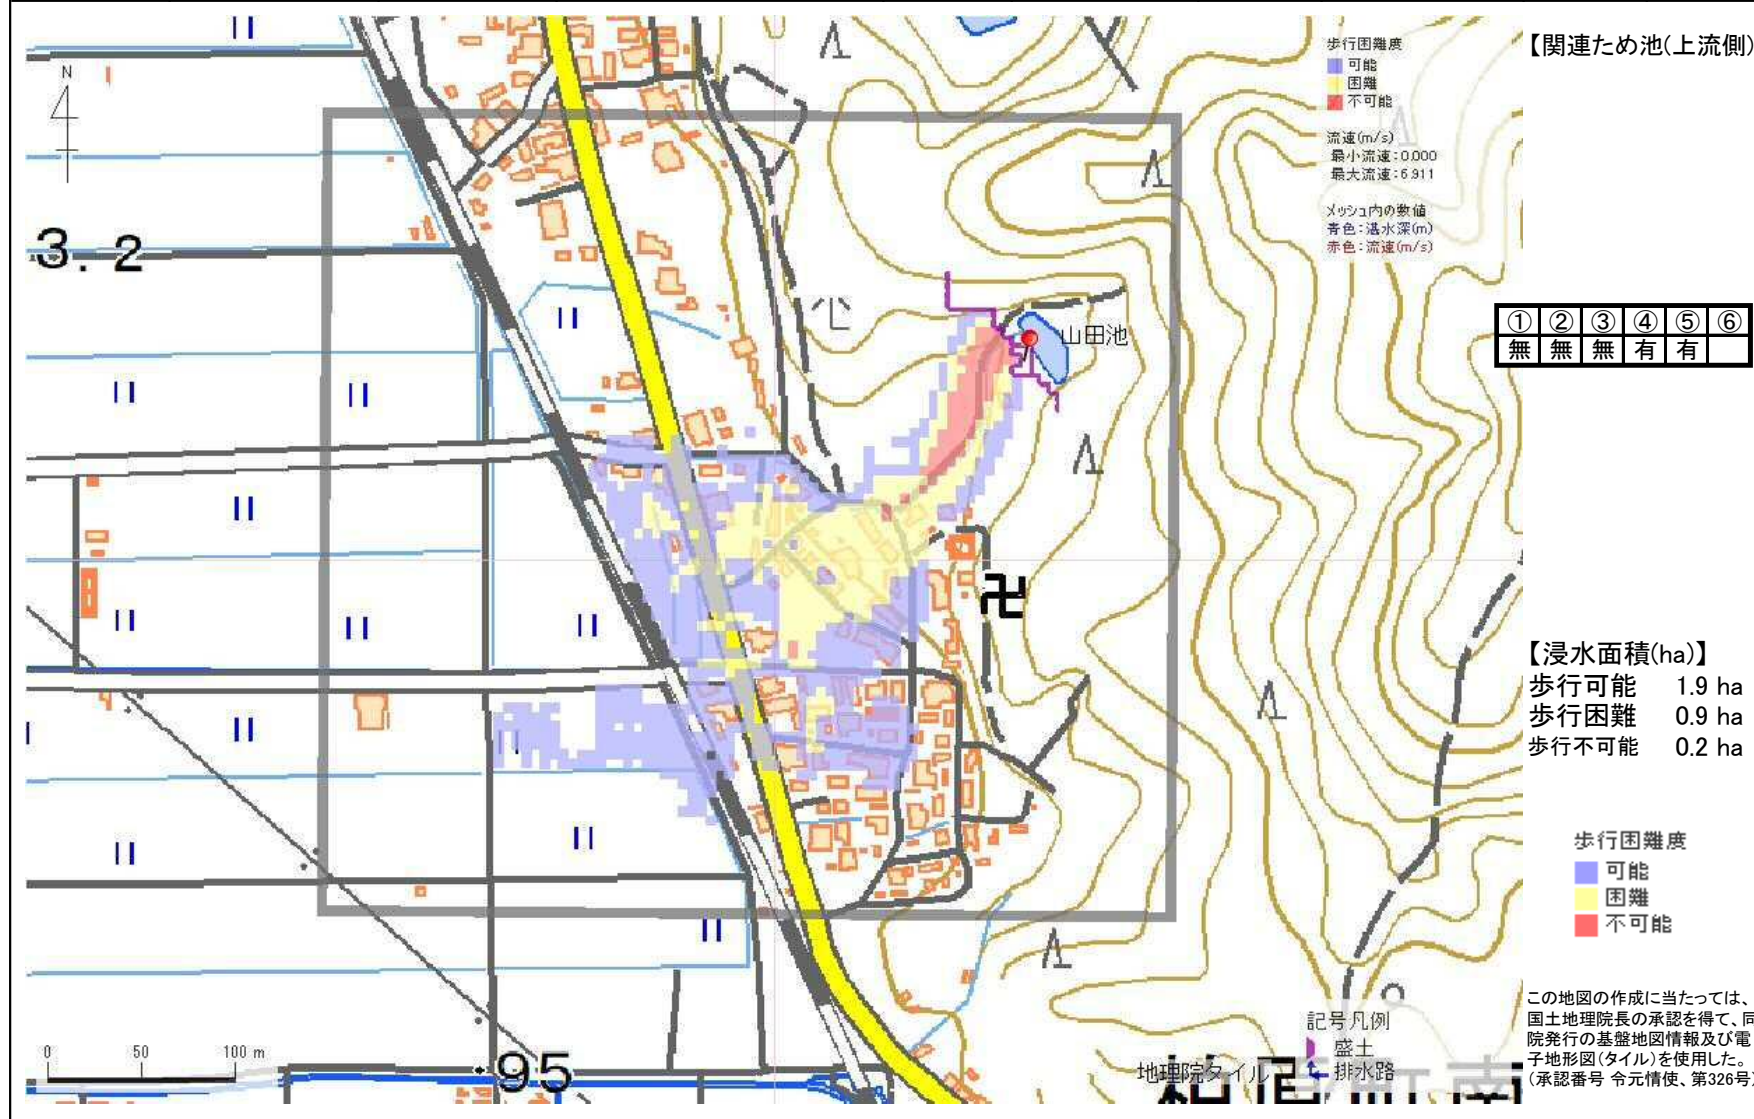 【関連ため池(上流側)
歩行困難度
可能
困難
不可能
流速(m/s)
最小流速:0.000
最大流速:6.911
メッシュ内の数値
青色:湛水深(m)
赤色:流速(m/s)
N
3.2
山田池
① ② ③ ④ ⑤ ⑥
無 無 無 有 有
【浸水面積(ha)】
歩行可能 1.9 ha
歩行困難 0.9 ha
歩行不可能 0.2 ha
歩行困難度
可能
困難
不可能
この地図の作成に当たっては、
国土地理院長の承認を得て、同
院発行の基盤地図情報及び電
子地形図(タイル)を使用した。
(承認番号 令元情使、第326号)
記号凡例
盛土
排水路
地理院タイル
0 50 100 m
95